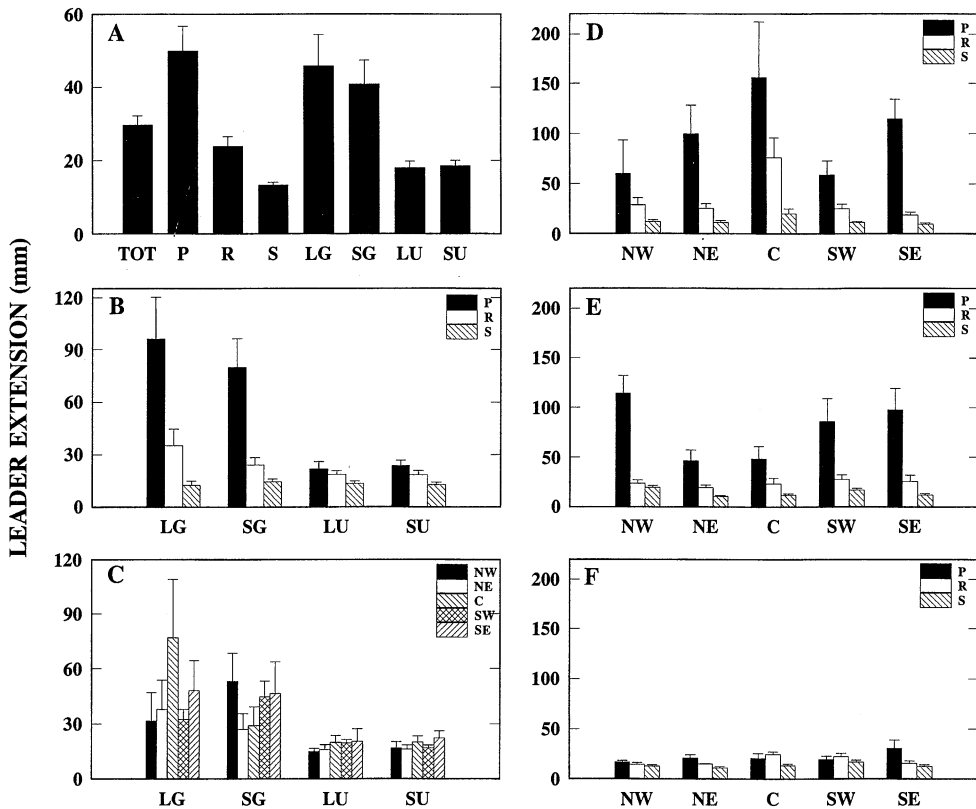 LEADER EXTENSION (mm)
A
60
40
20
0
TOT P R S LG SG LU SU
B
120
90
60
30
0
P
R
S
LG SG LU SU
C
120
90
60
30
0
NW
NE
C
SW
SE
LG SG LU SU
D
200
150
100
50
0
P
R
S
NW NE C SW SE
E
200
150
100
50
0
P
R
S
NW NE C SW SE
F
200
150
100
50
0
P
R
S
NW NE C SW SE